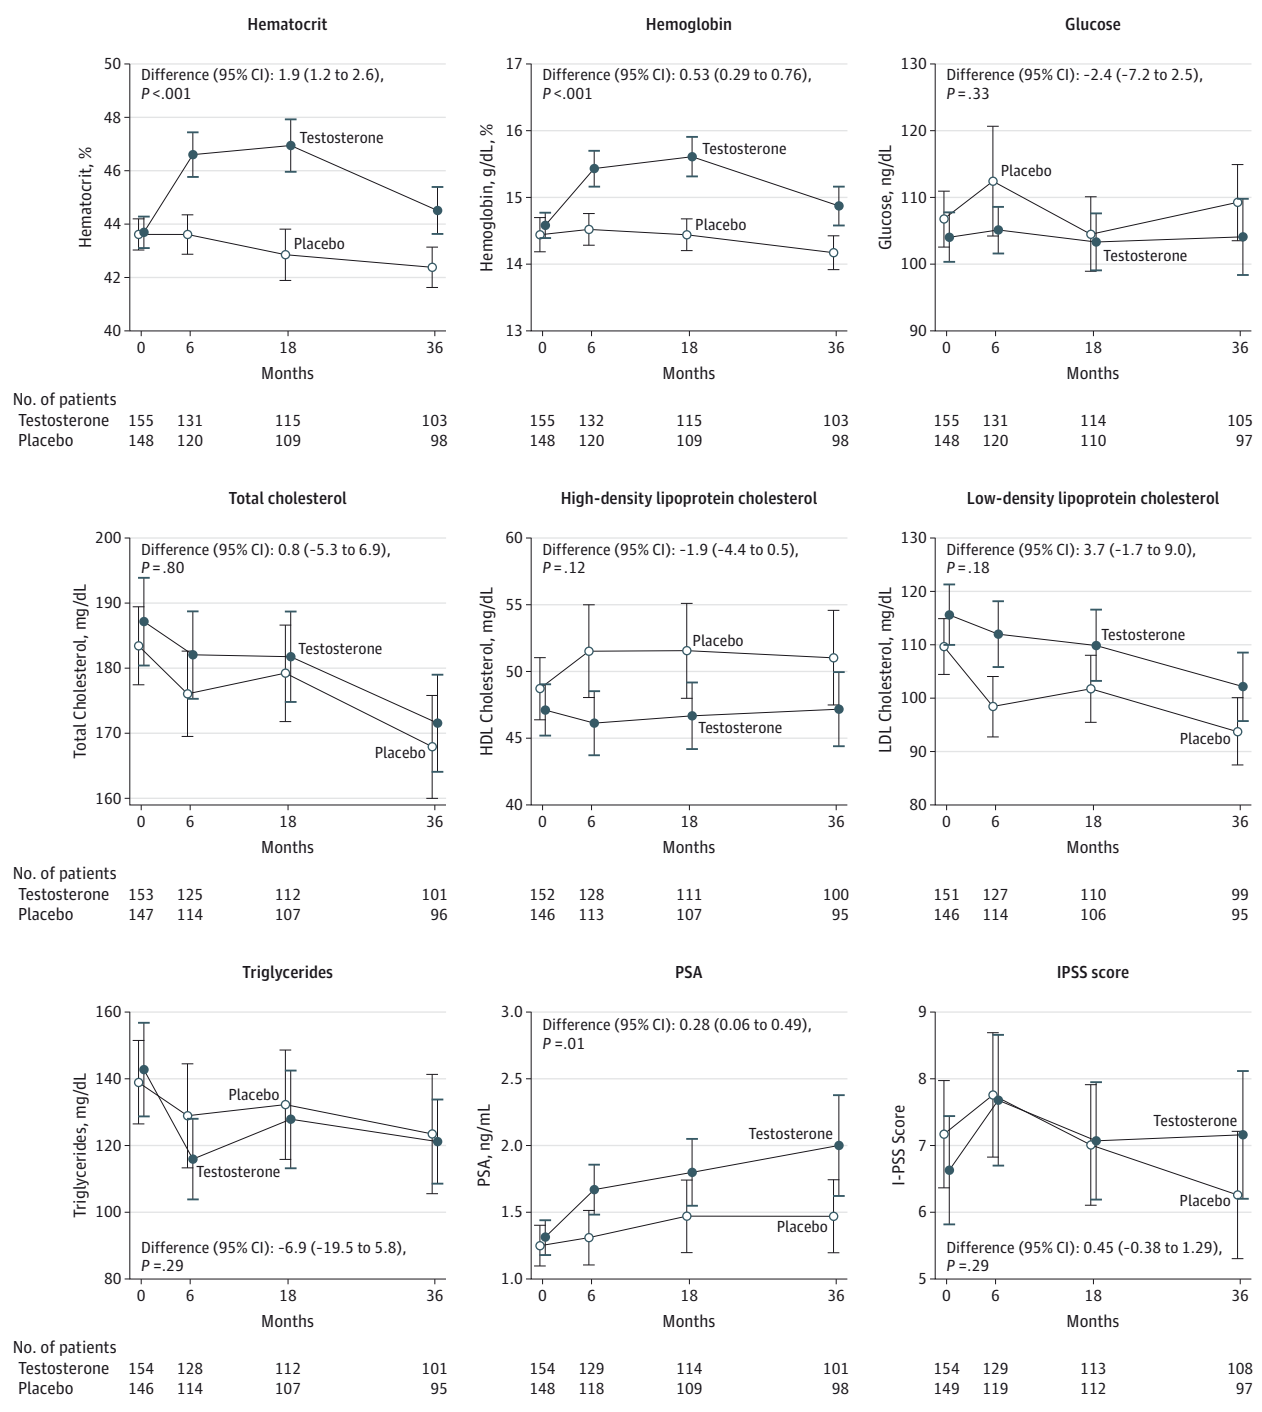 Hematocrit
50
48
46
44
42
40
Hematocrit, %
Difference (95% CI): 1.9 (1.2 to 2.6),
P <.001
Testosterone
Placebo
0 6 18 36
Months
No. of patients
Testosterone 155 131 115 103
Placebo 148 120 109 98
Hemoglobin
17
16
15
14
13
Hemoglobin, g/dL, %
Difference (95% CI): 0.53 (0.29 to 0.76),
P <.001
Testosterone
Placebo
0 6 18 36
Months
155 132 115 103
148 120 109 98
Glucose
130
120
110
100
90
Glucose, ng/dL
Difference (95% CI): -2.4 (-7.2 to 2.5),
P =.33
Placebo
Testosterone
0 6 18 36
Months
155 131 114 105
148 120 110 97
Total cholesterol
200
190
180
170
160
Total Cholesterol, mg/dL
Difference (95% CI): 0.8 (-5.3 to 6.9),
P =.80
Testosterone
Placebo
0 6 18 36
Months
No. of patients
Testosterone 153 125 112 101
Placebo 147 114 107 96
High-density lipoprotein cholesterol
60
55
50
45
40
HDL Cholesterol, mg/dL
Difference (95% CI): -1.9 (-4.4 to 0.5),
P =.12
Placebo
Testosterone
0 6 18 36
Months
152 128 111 100
146 113 107 95
Low-density lipoprotein cholesterol
130
120
110
100
90
80
LDL Cholesterol, mg/dL
Difference (95% CI): 3.7 (-1.7 to 9.0),
P =.18
Testosterone
Placebo
0 6 18 36
Months
151 127 110 99
146 114 106 95
Triglycerides
160
140
120
100
80
Triglycerides, mg/dL
Placebo
Testosterone
Difference (95% CI): -6.9 (-19.5 to 5.8),
P =.29
0 6 18 36
Months
No. of patients
Testosterone 154 128 112 101
Placebo 146 114 107 95
PSA
3.0
2.5
2.0
1.5
1.0
PSA, ng/mL
Difference (95% CI): 0.28 (0.06 to 0.49),
P =.01
Testosterone
Placebo
0 6 18 36
Months
154 129 114 101
148 118 109 98
IPSS score
9
8
7
6
5
I-PSS Score
Testosterone
Placebo
Difference (95% CI): 0.45 (-0.38 to 1.29),
P =.29
0 6 18 36
Months
154 129 113 108
149 119 112 97